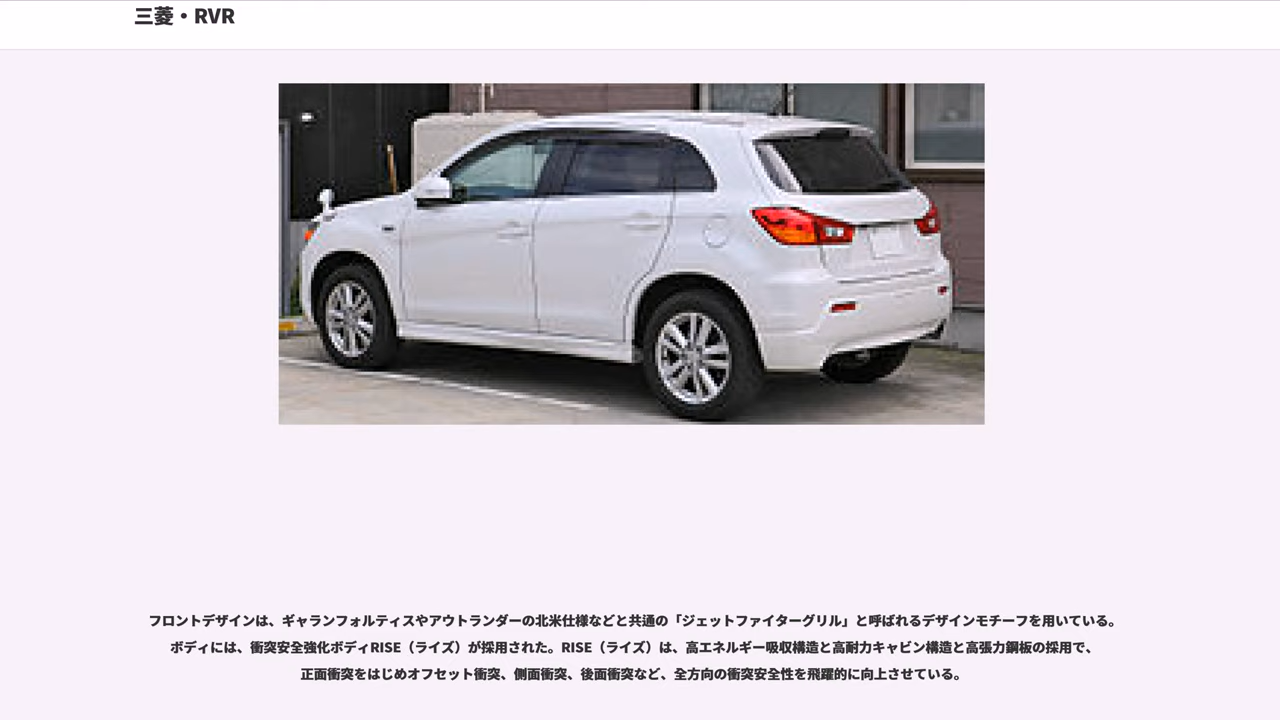 三菱・RVR
フロントデザインは、ギャランフォルティスやアウトランダーの北米仕様などと共通の「ジェットファイターグリル」と呼ばれるデザインモチーフを用いている。
ボディには、衝突安全強化ボディRISE（ライズ）が採用された。RISE（ライズ）は、高エネルギー吸収構造と高耐力キャビン構造と高張力鋼板の採用で、
正面衝突をはじめオフセット衝突、側面衝突、後面衝突など、全方向の衝突安全性を飛躍的に向上させている。